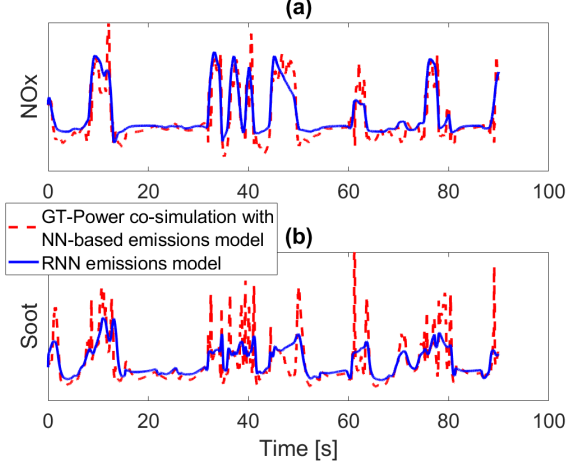 (a)
NOx
0 20 40 60 80 100
GT-Power co-simulation with
NN-based emissions model
RNN emissions model
(b)
Soot
0 20 40 60 80 100
Time [s]